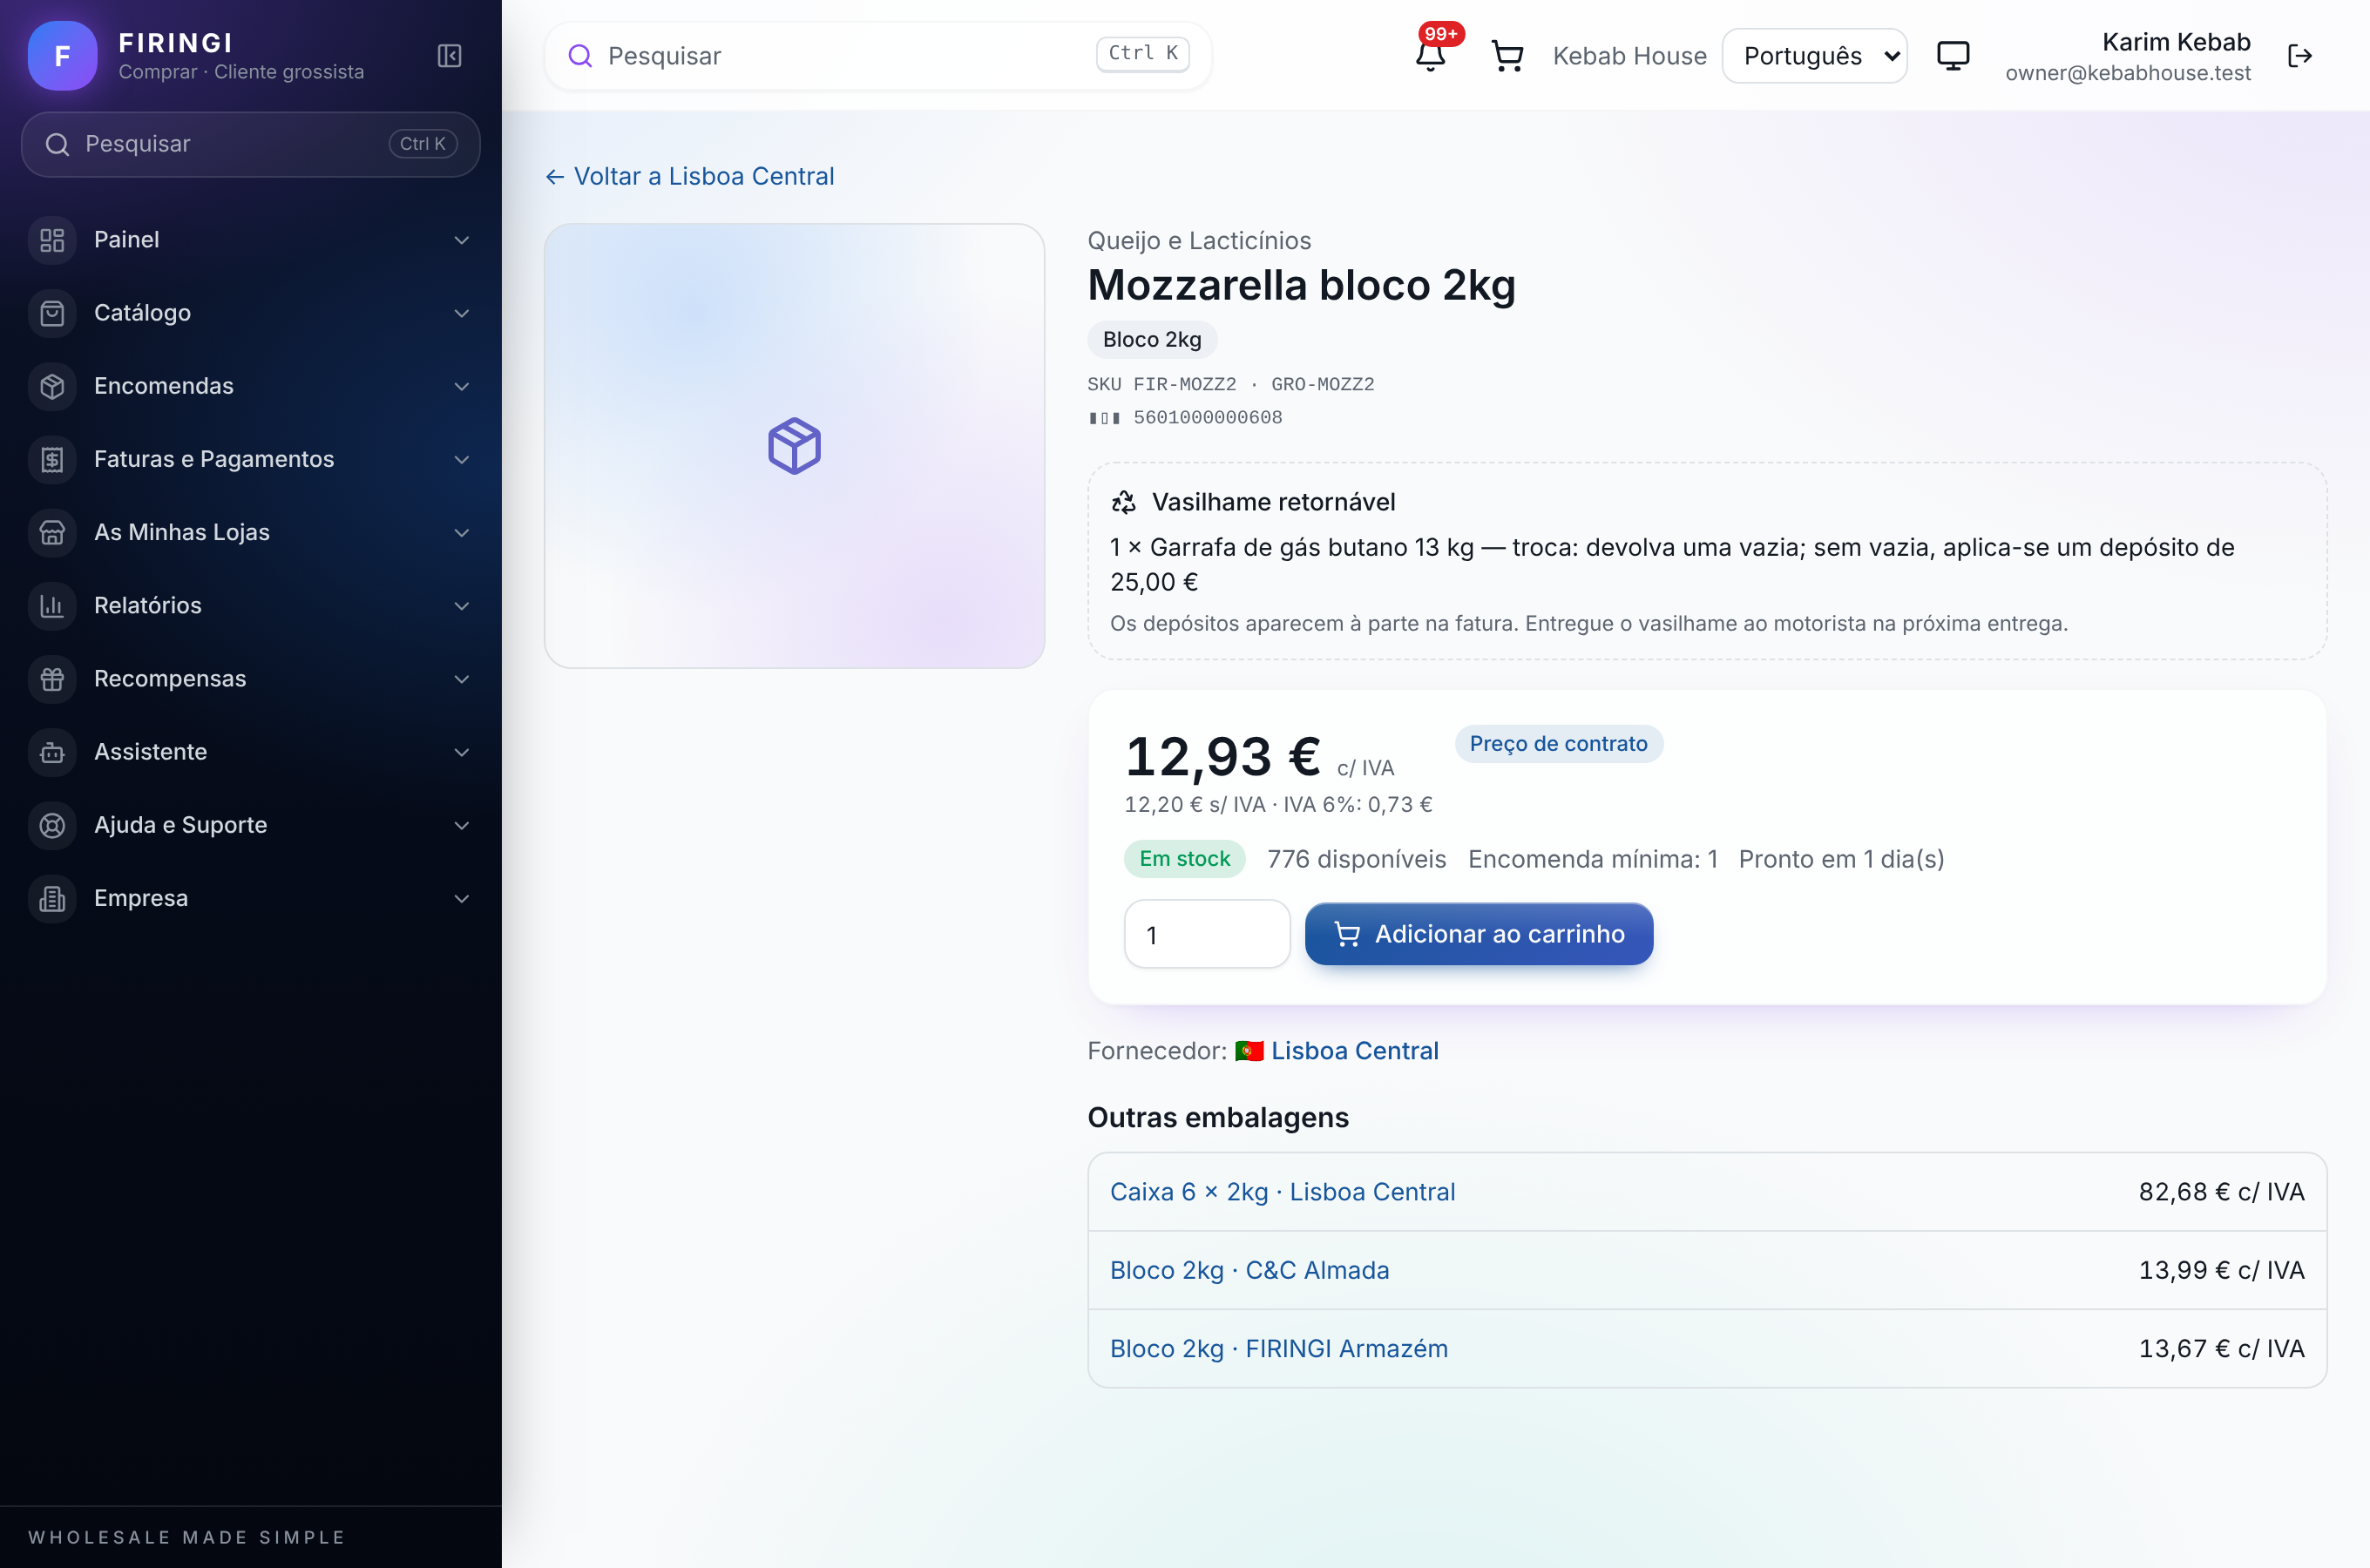 F
FIRINGI
Comprar · Cliente grossista
Pesquisar
Ctrl K
Painel
Catálogo
Encomendas
Faturas e Pagamentos
As Minhas Lojas
Relatórios
Recompensas
Assistente
Ajuda e Suporte
Empresa
WHOLESALE MADE SIMPLE
Pesquisar
Ctrl K
99+
Kebab House
Português
Karim Kebab
owner@kebabhouse.test
← Voltar a Lisboa Central
Queijo e Lacticínios
Mozzarella bloco 2kg
Bloco 2kg
SKU FIR-MOZZ2 · GRO-MOZZ2
5601000000608
Vasilhame retornável
1 × Garrafa de gás butano 13 kg — troca: devolva uma vazia; sem vazia, aplica-se um depósito de
25,00 €
Os depósitos aparecem à parte na fatura. Entregue o vasilhame ao motorista na próxima entrega.
12,93 € c/ IVA
Preço de contrato
12,20 € s/ IVA · IVA 6%: 0,73 €
Em stock
776 disponíveis
Encomenda mínima: 1
Pronto em 1 dia(s)
1
Adicionar ao carrinho
Fornecedor: 🇵🇹 Lisboa Central
Outras embalagens
Caixa 6 × 2kg · Lisboa Central
82,68 € c/ IVA
Bloco 2kg · C&C Almada
13,99 € c/ IVA
Bloco 2kg · FIRINGI Armazém
13,67 € c/ IVA